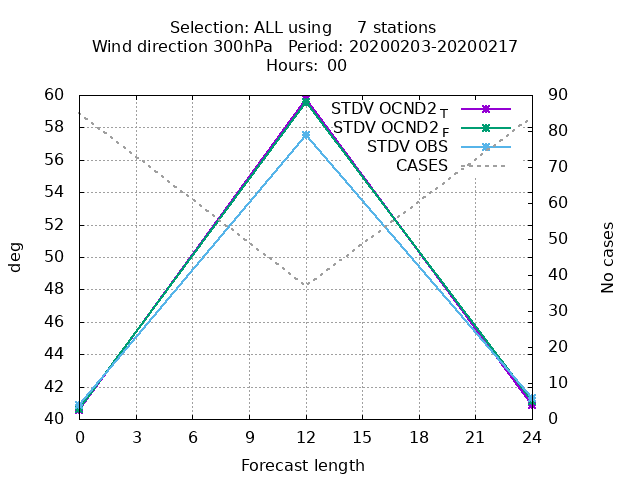 Selection: ALL using     7 stations
Wind direction 300hPa   Period: 20200203-20200217
Hours: 00
60 90
STDV OCND2 T
58 80
STDV OCND2 F
STDV OBS
56 70
CASES
54 60
52 50
deg
No cases
50
48 40
46 30
44 20
42 10
40 0
0 3 6 9 12 15 18 21 24
Forecast length